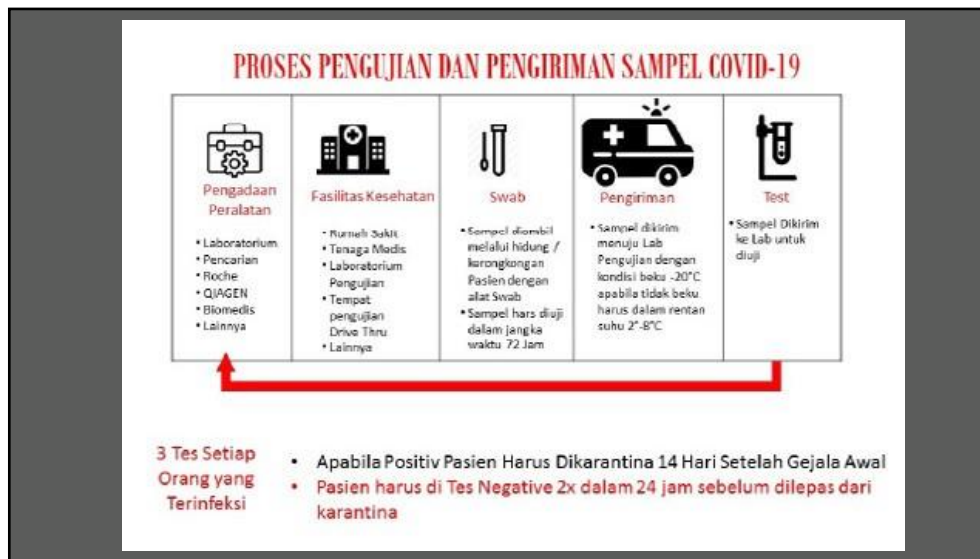 PROSES PENGUJIAN DAN PENGIRIMAN SAMPEL COVID-19
Pengadaan
Peralatan
• Laboratorium
• Pencarian
• Roche
• QIAGEN
• Biomedis
• Lainnya
Fasilitas Kesehatan
• Rumah Sakit
• Tenaga Medis
• Laboratorium
Pengujian
• Tempat
pengujian
Drive Thru
• Lainnya
Swab
• Sampel diambil
melalui hidung /
kerongkongan
Pasien dengan
alat Swab
• Sampel hars diuji
dalam jangka
waktu 72 Jam
Pengiriman
• Sampel dikirim
menuju Lab
Pengujian dengan
kondisi beku -20°C
apabila tidak beku
harus dalam rentan
suhu 2°-8°C
Test
• Sampel Dikirim
ke Lab untuk
diuji
3 Tes Setiap
Orang yang
Terinfeksi
• Apabila Positiv Pasien Harus Dikarantina 14 Hari Setelah Gejala Awal
• Pasien harus di Tes Negative 2x dalam 24 jam sebelum dilepas dari
karantina